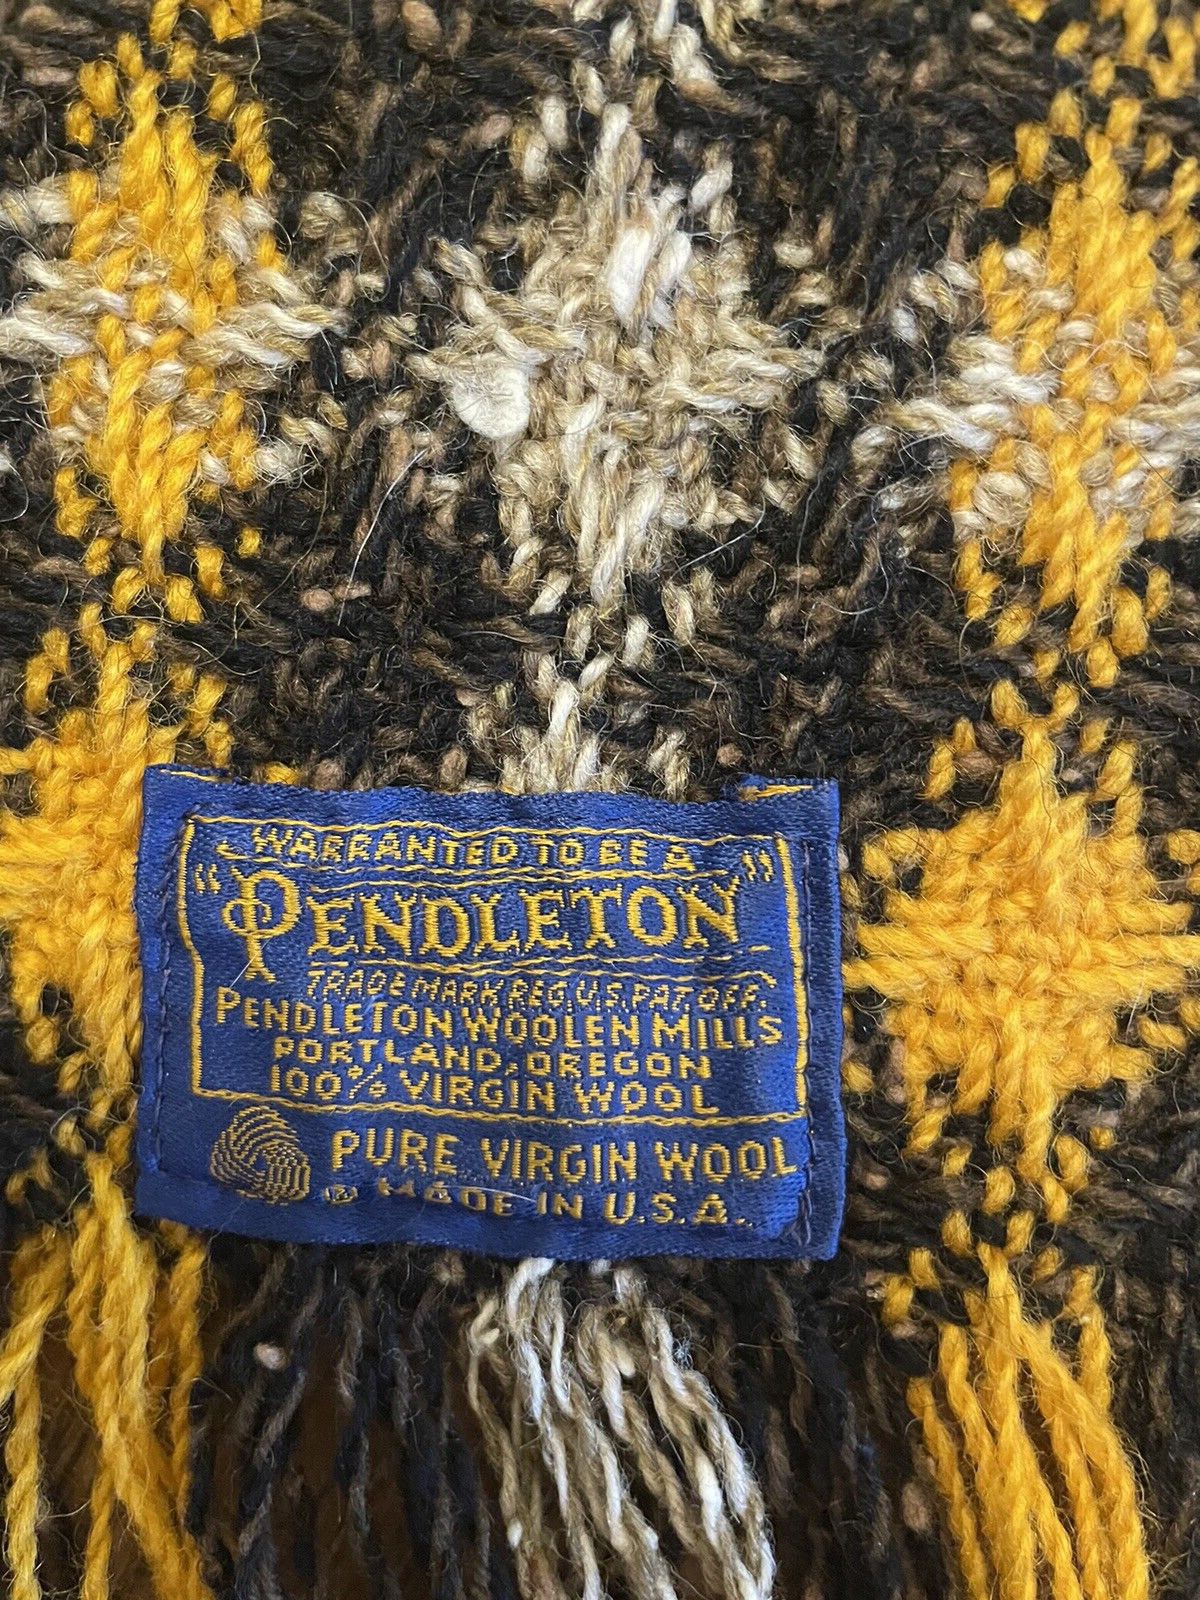 WARRANTED TO BE A
"PENDLETON"
TRADE MARK REG. U.S. PAT. OFF.
PENDLETON WOOLEN MILLS
PORTLAND, OREGON
100% VIRGIN WOOL
PURE VIRGIN WOOL
® MADE IN U.S.A.